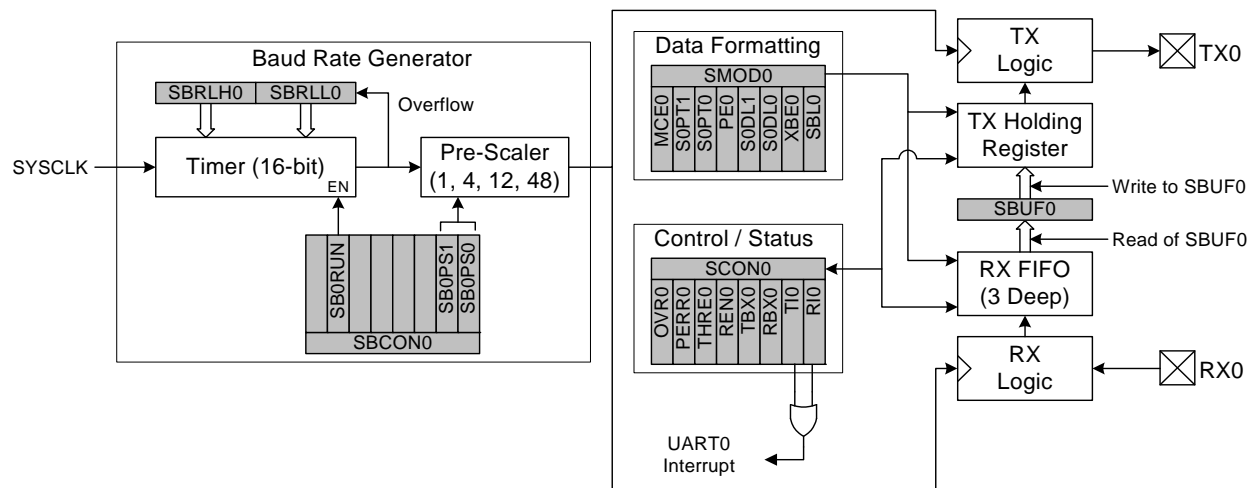 Baud Rate Generator
SBRLH0 SBRLL0
Overflow
SYSCLK
Timer (16-bit)
EN
Pre-Scaler
(1, 4, 12, 48)
SB0RUN
SB0PS1
SB0PS0
SBCON0
Data Formatting
SMOD0
MCE0
S0PT1
S0PT0
PE0
S0DL1
S0DL0
XBE0
SBL0
Control / Status
SCON0
OVR0
PERR0
THRE0
REN0
TBX0
RBX0
TI0
RI0
UART0
Interrupt
TX
Logic
TX0
TX Holding
Register
Write to SBUF0
SBUF0
Read of SBUF0
RX FIFO
(3 Deep)
RX
Logic
RX0